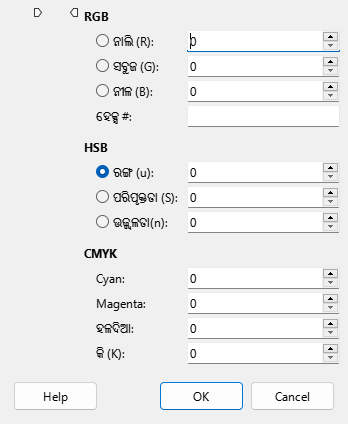 RGB
ନାଲି (R): 0
ସବୁଜ (G): 0
ନୀଳ (B): 0
ହେକ୍ସ #:
HSB
ରଙ୍ଗ (u): 0
ପରିପୃକ୍ତତା (S): 0
ଉଜ୍ଜ୍ୱଳତା(n): 0
CMYK
Cyan: 0
Magenta: 0
ହଳଦିଆ: 0
କି (K): 0
Help OK Cancel